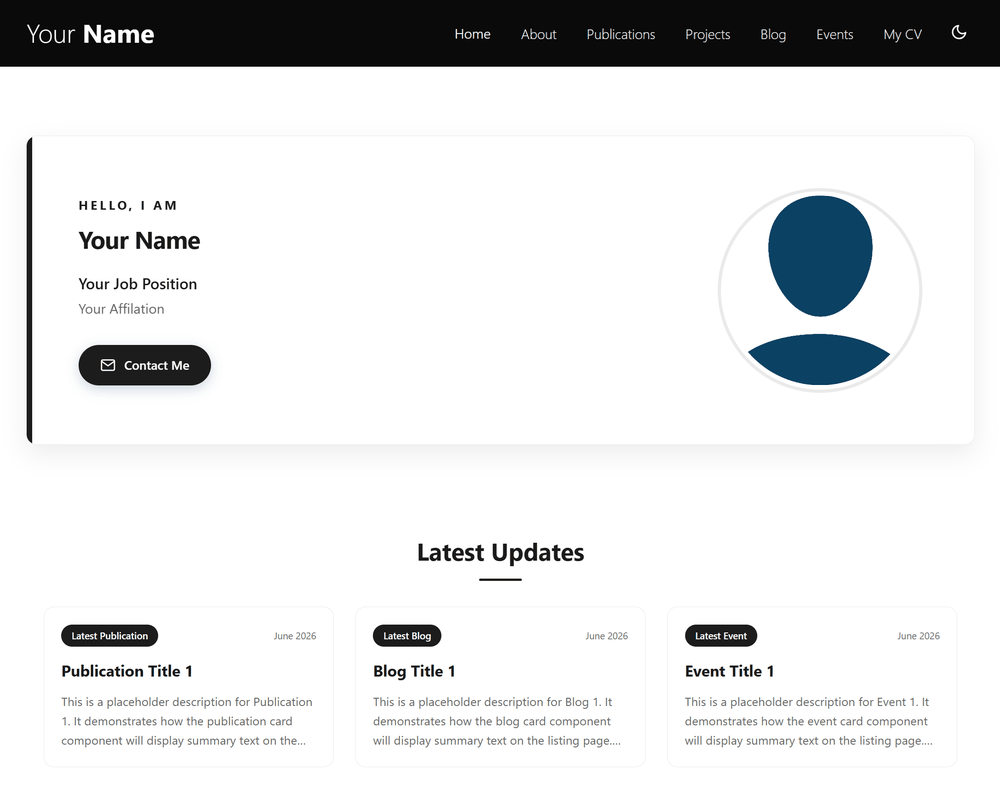 Your Name
Home About Publications Projects Blog Events My CV
HELLO, I AM
Your Name
Your Job Position
Your Affilation
Contact Me
Latest Updates
Latest Publication June 2026
Publication Title 1
This is a placeholder description for Publication
1. It demonstrates how the publication card
component will display summary text on the...
Latest Blog June 2026
Blog Title 1
This is a placeholder description for Blog 1. It
demonstrates how the blog card component
will display summary text on the listing page....
Latest Event June 2026
Event Title 1
This is a placeholder description for Event 1. It
demonstrates how the event card component
will display summary text on the listing page....